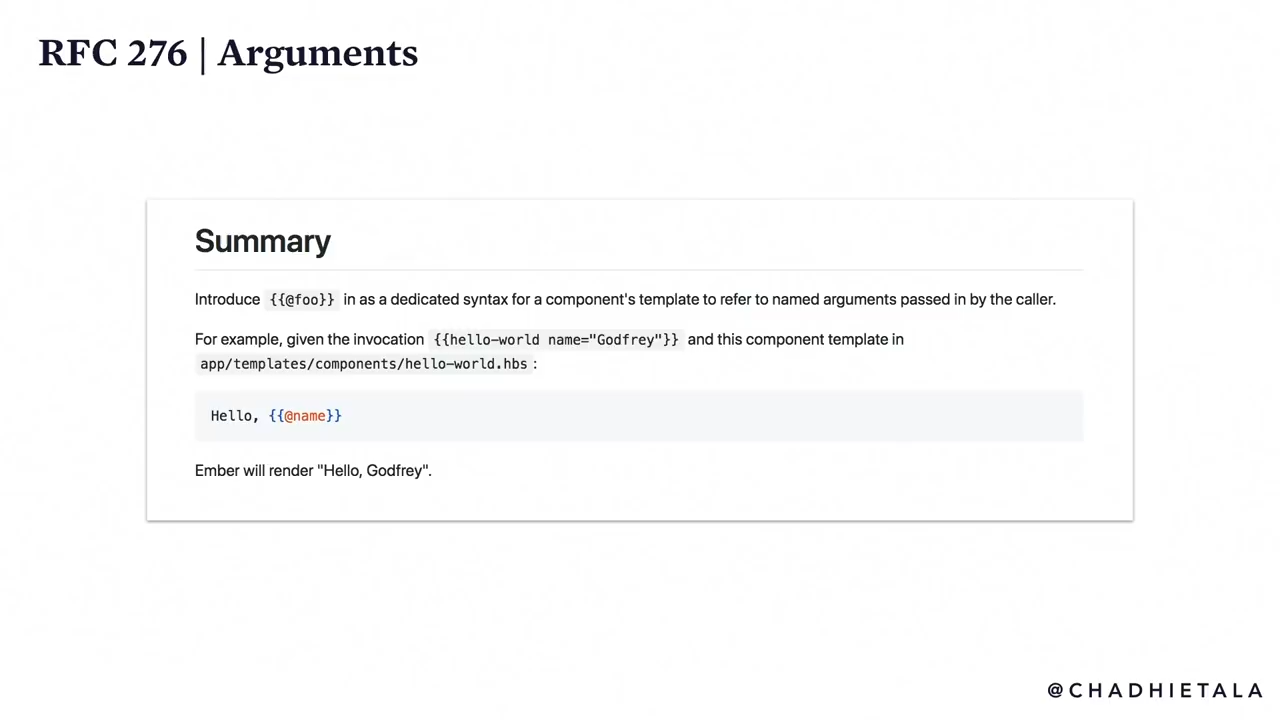 RFC 276 | Arguments
Summary
Introduce {{@foo}} in as a dedicated syntax for a component's template to refer to named arguments passed in by the caller.
For example, given the invocation {{hello-world name="Godfrey"}} and this component template in
app/templates/components/hello-world.hbs :
Hello, {{@name}}
Ember will render "Hello, Godfrey".
@CHADHIETALA